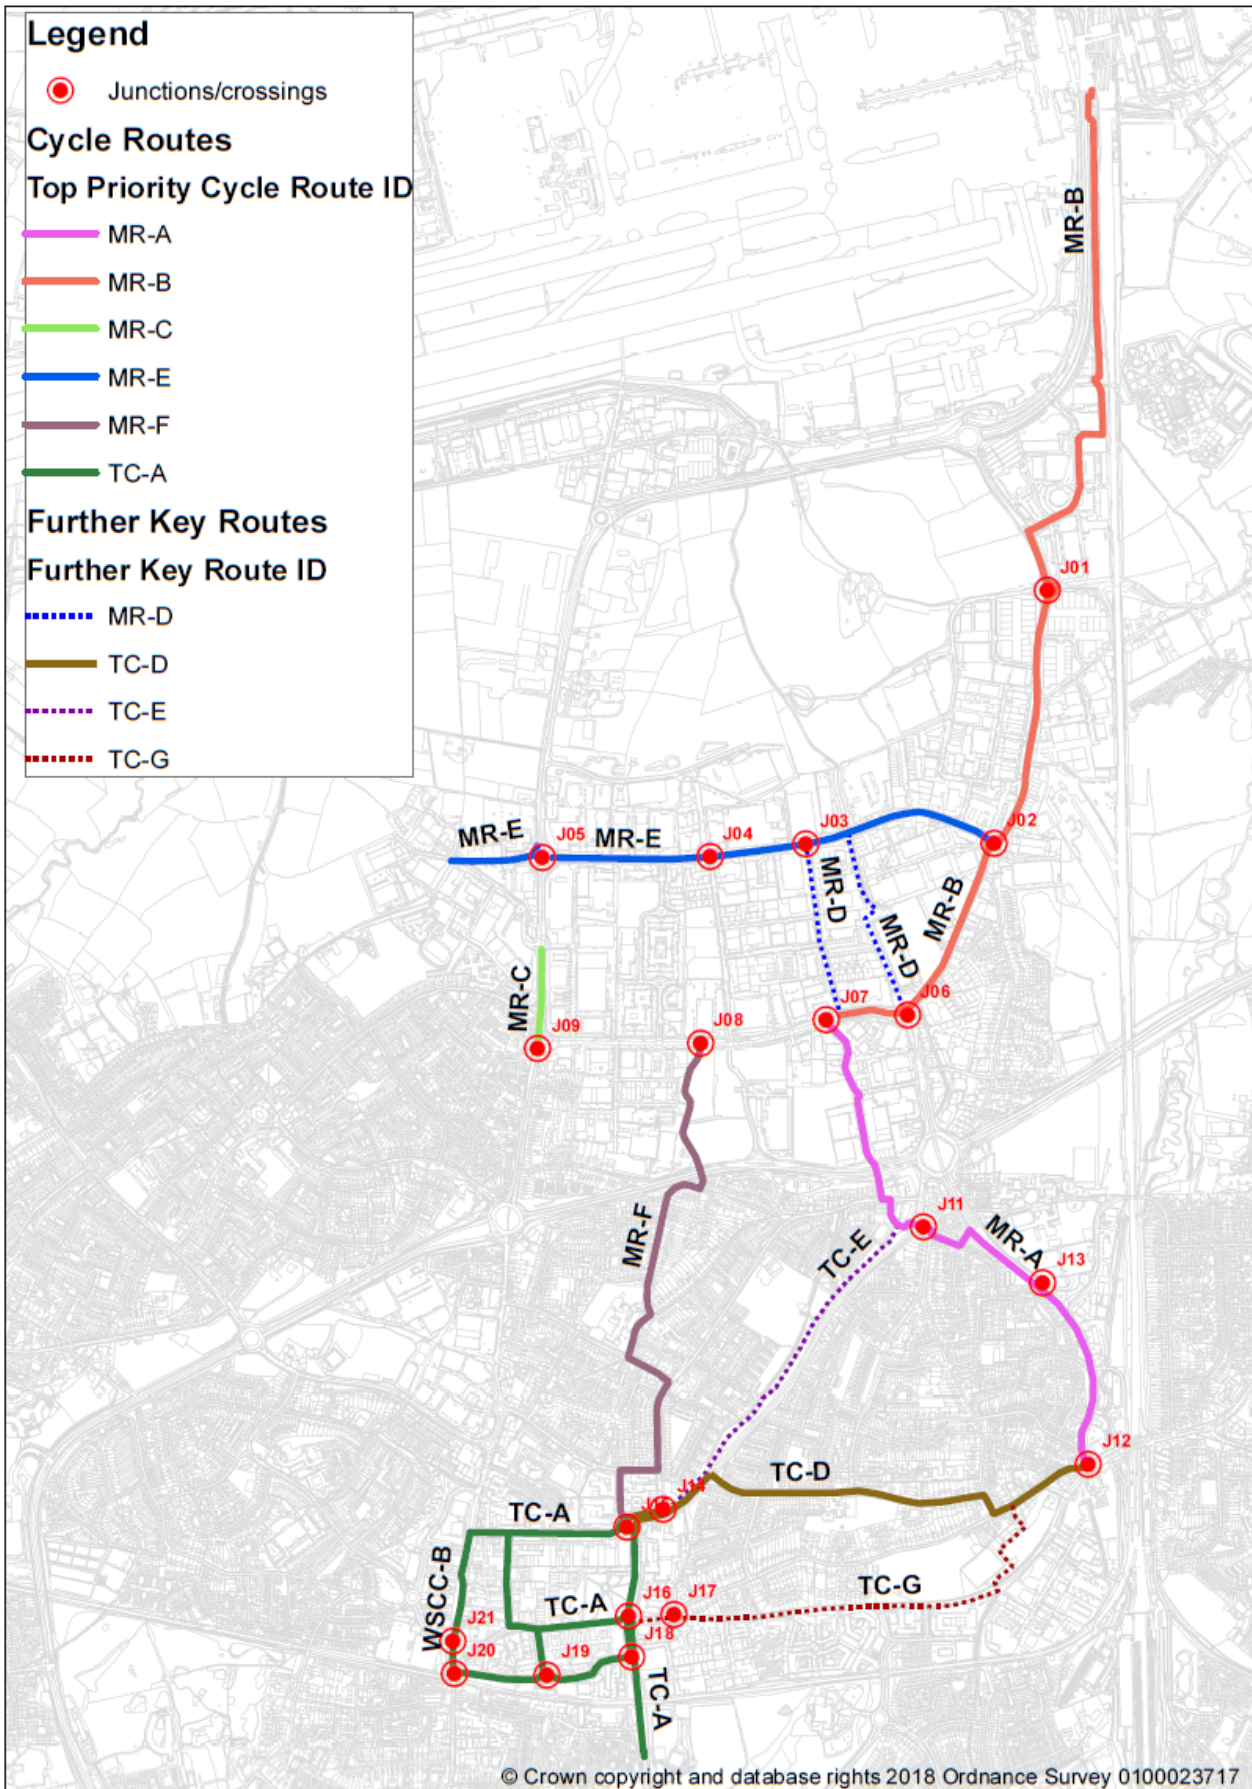 Legend
Junctions/crossings
Cycle Routes
Top Priority Cycle Route ID
MR-A
MR-B
MR-C
MR-E
MR-F
TC-A
Further Key Routes
Further Key Route ID
MR-D
TC-D
TC-E
TC-G
MR-B
J01
J02
J03
J04
J05
MR-E
MR-E
MR-D
MR-D
MR-B
MR-C
J06
J07
J08
J09
J11
MR-A
J13
MR-F
TC-E
J12
TC-D
J14
TC-A
WSCC-B
TC-A
J16
J17
TC-G
J18
J19
J20
J21
TC-A
© Crown copyright and database rights 2018 Ordnance Survey 0100023717